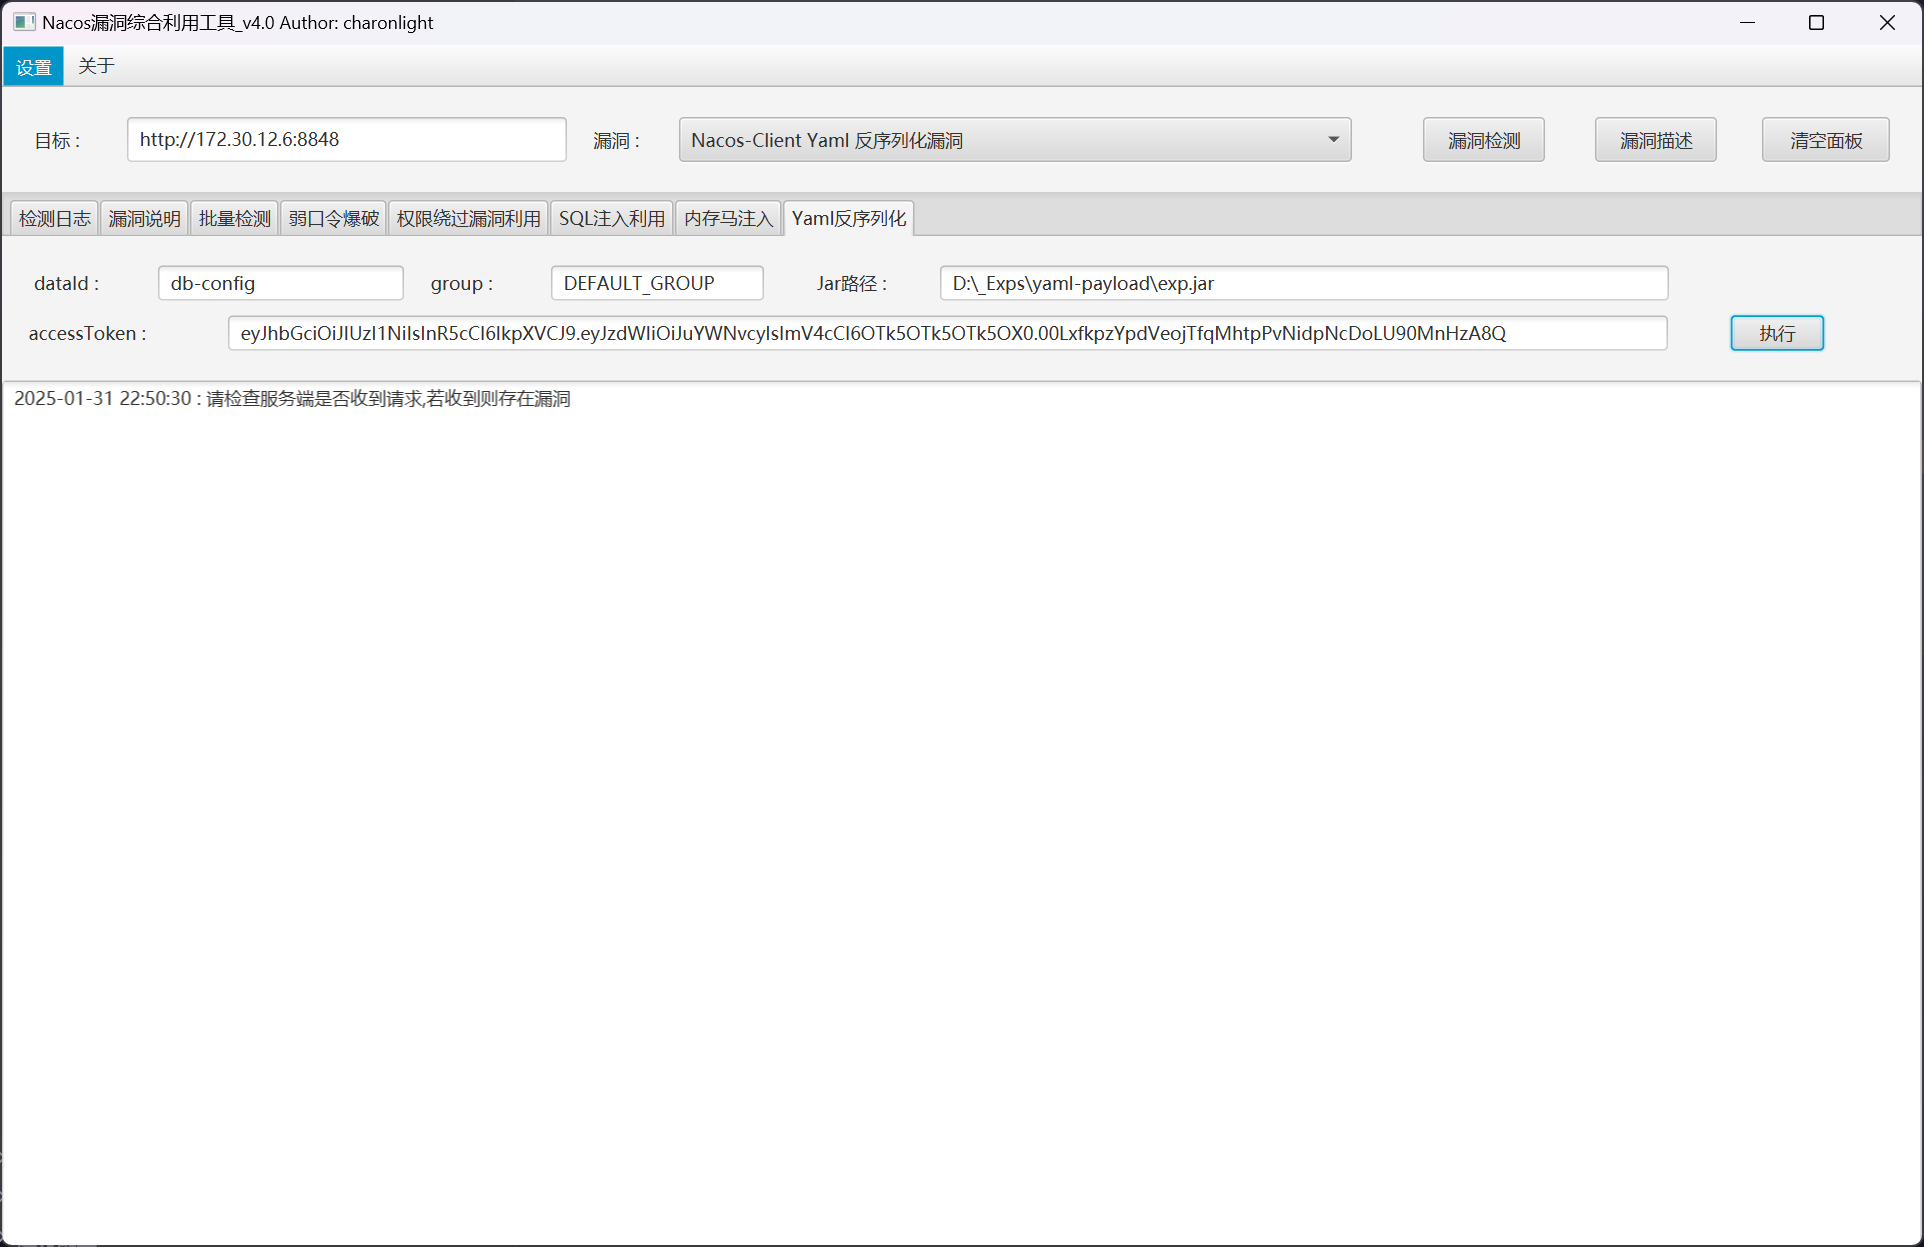 Nacos漏洞综合利用工具_v4.0 Author: charonlight
设置 关于
目标 : http://172.30.12.6:8848 漏洞 : Nacos-Client Yaml 反序列化漏洞 漏洞检测 漏洞描述 清空面板
检测日志 漏洞说明 批量检测 弱口令爆破 权限绕过漏洞利用 SQL注入利用 内存马注入 Yaml反序列化
dataId : db-config group : DEFAULT_GROUP Jar路径 : D:\_Exps\yaml-payload\exp.jar
accessToken : eyJhbGciOiJIUzI1NiIsInR5cCI6IkpXVCJ9.eyJzdWIiOiJuYWNvcyIsImV4cCI6OTk5OTk5OTk5OX0.00LxfkpzYpdVeojTfqMhtpPvNidpNcDoLU90MnHzA8Q 执行
2025-01-31 22:50:30 : 请检查服务端是否收到请求,若收到则存在漏洞